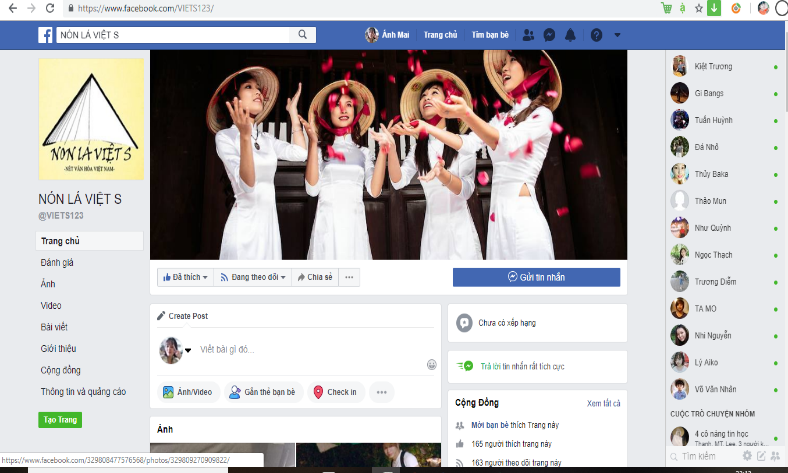 https://www.facebook.com/VIETS123/
NÓN LÁ VIỆT S
Ánh Mai
Trang chủ
Tìm bạn bè
NÓN LÁ VIỆT S
-NÉT VĂN HÓA VIỆT NAM-
NÓN LÁ VIỆT S
@VIETS123
Trang chủ
Đánh giá
Ảnh
Video
Bài viết
Giới thiệu
Cộng đồng
Thông tin và quảng cáo
Tạo Trang
Đã thích
Đang theo dõi
Chia sẻ
Gửi tin nhắn
Create Post
Viết bài gì đó...
Ảnh/Video
Gắn thẻ bạn bè
Check in
Ảnh
Chưa có xếp hạng
Trả lời tin nhắn rất tích cực
Cộng Đồng
Xem tất cả
Mời bạn bè thích Trang này
165 người thích trang này
163 người theo dõi trang này
Kiệt Trương
Gi Bangs
Tuấn Huỳnh
Đá Nhỏ
Thủy Baka
Thảo Mun
Như Quỳnh
Ngọc Thạch
Trương Diễm
TA MO
Nhi Nguyễn
Lý Aiko
Võ Văn Nhân
CUỘC TRÒ CHUYỆN NHÓM
4 cô nàng tin học
Thanh, MT, Lee, 3 người k...
Tìm kiếm
https://www.facebook.com/329808477576568/photos/329809270909822/